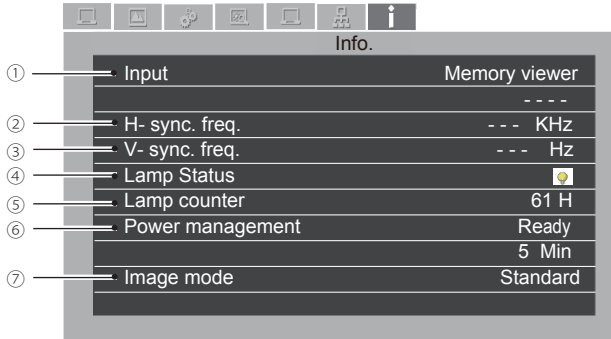 i
Info.
① Input Memory viewer
- - - -
② H- sync. freq. - - - KHz
③ V- sync. freq. - - - Hz
④ Lamp Status
⑤ Lamp counter 61 H
⑥ Power management Ready
5 Min
⑦ Image mode Standard